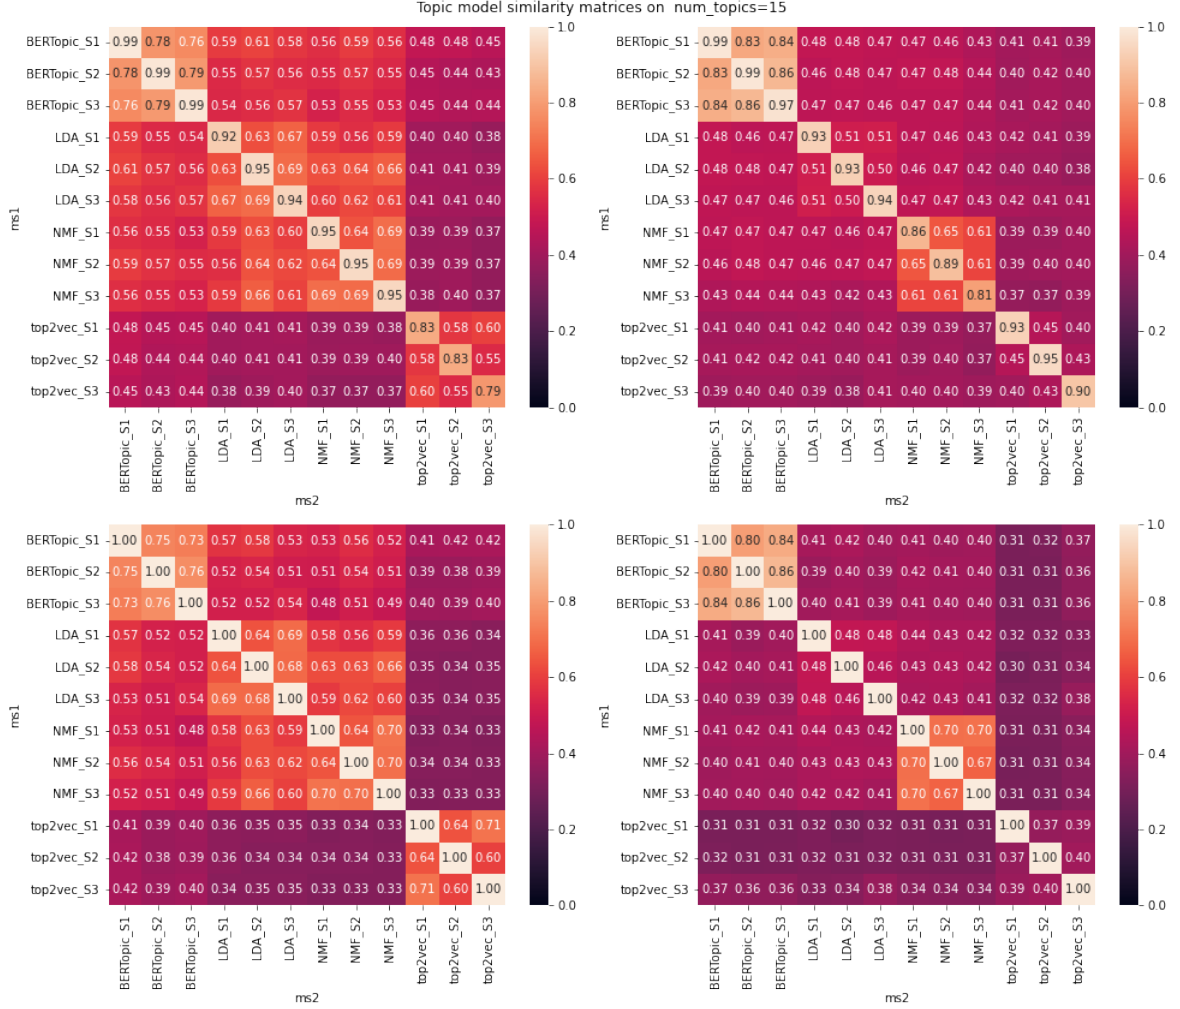 Topic model similarity matrices on num_topics=15
ms1
BERTopic_S1 0.99 0.78 0.76 0.59 0.61 0.58 0.56 0.59 0.56 0.48 0.48 0.45
BERTopic_S2 0.78 0.99 0.79 0.55 0.57 0.56 0.55 0.57 0.55 0.45 0.44 0.43
BERTopic_S3 0.76 0.79 0.99 0.54 0.56 0.57 0.53 0.55 0.53 0.45 0.44 0.44
LDA_S1 0.59 0.55 0.54 0.92 0.63 0.67 0.59 0.56 0.59 0.40 0.40 0.38
LDA_S2 0.61 0.57 0.56 0.63 0.95 0.69 0.63 0.64 0.66 0.41 0.41 0.39
LDA_S3 0.58 0.56 0.57 0.67 0.69 0.94 0.60 0.62 0.61 0.41 0.41 0.40
NMF_S1 0.56 0.55 0.53 0.59 0.63 0.60 0.95 0.64 0.69 0.39 0.39 0.37
NMF_S2 0.59 0.57 0.55 0.56 0.64 0.62 0.64 0.95 0.69 0.39 0.39 0.37
NMF_S3 0.56 0.55 0.53 0.59 0.66 0.61 0.69 0.69 0.95 0.38 0.40 0.37
top2vec_S1 0.48 0.45 0.45 0.40 0.41 0.41 0.39 0.39 0.38 0.83 0.58 0.60
top2vec_S2 0.48 0.44 0.44 0.40 0.41 0.41 0.39 0.39 0.40 0.58 0.83 0.55
top2vec_S3 0.45 0.43 0.44 0.38 0.39 0.40 0.37 0.37 0.37 0.60 0.55 0.79
BERTopic_S1 BERTopic_S2 BERTopic_S3 LDA_S1 LDA_S2 LDA_S3 NMF_S1 NMF_S2 NMF_S3 top2vec_S1 top2vec_S2 top2vec_S3
ms2
1.0
0.8
0.6
0.4
0.2
0.0
ms1
BERTopic_S1 0.99 0.83 0.84 0.48 0.48 0.47 0.47 0.46 0.43 0.41 0.41 0.39
BERTopic_S2 0.83 0.99 0.86 0.46 0.48 0.47 0.47 0.48 0.44 0.40 0.42 0.40
BERTopic_S3 0.84 0.86 0.97 0.47 0.47 0.46 0.47 0.47 0.44 0.41 0.42 0.40
LDA_S1 0.48 0.46 0.47 0.93 0.51 0.51 0.47 0.46 0.43 0.42 0.41 0.39
LDA_S2 0.48 0.48 0.47 0.51 0.93 0.50 0.46 0.47 0.42 0.40 0.40 0.38
LDA_S3 0.47 0.47 0.46 0.51 0.50 0.94 0.47 0.47 0.43 0.42 0.41 0.41
NMF_S1 0.47 0.47 0.47 0.47 0.46 0.47 0.86 0.65 0.61 0.39 0.39 0.40
NMF_S2 0.46 0.48 0.47 0.46 0.47 0.47 0.65 0.89 0.61 0.39 0.40 0.40
NMF_S3 0.43 0.44 0.44 0.43 0.42 0.43 0.61 0.61 0.81 0.37 0.37 0.39
top2vec_S1 0.41 0.40 0.41 0.42 0.40 0.42 0.39 0.39 0.37 0.93 0.45 0.40
top2vec_S2 0.41 0.42 0.42 0.41 0.40 0.41 0.39 0.40 0.37 0.45 0.95 0.43
top2vec_S3 0.39 0.40 0.40 0.39 0.38 0.41 0.40 0.40 0.39 0.40 0.43 0.90
BERTopic_S1 BERTopic_S2 BERTopic_S3 LDA_S1 LDA_S2 LDA_S3 NMF_S1 NMF_S2 NMF_S3 top2vec_S1 top2vec_S2 top2vec_S3
ms2
1.0
0.8
0.6
0.4
0.2
0.0
ms1
BERTopic_S1 1.00 0.75 0.73 0.57 0.58 0.53 0.53 0.56 0.52 0.41 0.42 0.42
BERTopic_S2 0.75 1.00 0.76 0.52 0.54 0.51 0.51 0.54 0.51 0.39 0.38 0.39
BERTopic_S3 0.73 0.76 1.00 0.52 0.52 0.54 0.48 0.51 0.49 0.40 0.39 0.40
LDA_S1 0.57 0.52 0.52 1.00 0.64 0.69 0.58 0.56 0.59 0.36 0.36 0.34
LDA_S2 0.58 0.54 0.52 0.64 1.00 0.68 0.63 0.63 0.66 0.35 0.34 0.35
LDA_S3 0.53 0.51 0.54 0.69 0.68 1.00 0.59 0.62 0.60 0.35 0.34 0.35
NMF_S1 0.53 0.51 0.48 0.58 0.63 0.59 1.00 0.64 0.70 0.33 0.34 0.33
NMF_S2 0.56 0.54 0.51 0.56 0.63 0.62 0.64 1.00 0.70 0.34 0.34 0.33
NMF_S3 0.52 0.51 0.49 0.59 0.66 0.60 0.70 0.70 1.00 0.33 0.33 0.33
top2vec_S1 0.41 0.39 0.40 0.36 0.35 0.35 0.33 0.34 0.33 1.00 0.64 0.71
top2vec_S2 0.42 0.38 0.39 0.36 0.34 0.34 0.34 0.34 0.33 0.64 1.00 0.60
top2vec_S3 0.42 0.39 0.40 0.34 0.35 0.35 0.33 0.33 0.33 0.71 0.60 1.00
BERTopic_S1 BERTopic_S2 BERTopic_S3 LDA_S1 LDA_S2 LDA_S3 NMF_S1 NMF_S2 NMF_S3 top2vec_S1 top2vec_S2 top2vec_S3
ms2
1.0
0.8
0.6
0.4
0.2
0.0
ms1
BERTopic_S1 1.00 0.80 0.84 0.41 0.42 0.40 0.41 0.40 0.40 0.31 0.32 0.37
BERTopic_S2 0.80 1.00 0.86 0.39 0.40 0.39 0.42 0.41 0.40 0.31 0.31 0.36
BERTopic_S3 0.84 0.86 1.00 0.40 0.41 0.39 0.41 0.40 0.40 0.31 0.31 0.36
LDA_S1 0.41 0.39 0.40 1.00 0.48 0.48 0.44 0.43 0.42 0.32 0.32 0.33
LDA_S2 0.42 0.40 0.41 0.48 1.00 0.46 0.43 0.43 0.42 0.30 0.31 0.34
LDA_S3 0.40 0.39 0.39 0.48 0.46 1.00 0.42 0.43 0.41 0.32 0.32 0.38
NMF_S1 0.41 0.42 0.41 0.44 0.43 0.42 1.00 0.70 0.70 0.31 0.31 0.34
NMF_S2 0.40 0.41 0.40 0.43 0.43 0.43 0.70 1.00 0.67 0.31 0.31 0.34
NMF_S3 0.40 0.40 0.40 0.42 0.42 0.41 0.70 0.67 1.00 0.31 0.31 0.34
top2vec_S1 0.31 0.31 0.31 0.32 0.30 0.32 0.31 0.31 0.31 1.00 0.37 0.39
top2vec_S2 0.32 0.31 0.31 0.32 0.31 0.32 0.31 0.31 0.31 0.37 1.00 0.40
top2vec_S3 0.37 0.36 0.36 0.33 0.34 0.38 0.34 0.34 0.34 0.39 0.40 1.00
BERTopic_S1 BERTopic_S2 BERTopic_S3 LDA_S1 LDA_S2 LDA_S3 NMF_S1 NMF_S2 NMF_S3 top2vec_S1 top2vec_S2 top2vec_S3
ms2
1.0
0.8
0.6
0.4
0.2
0.0